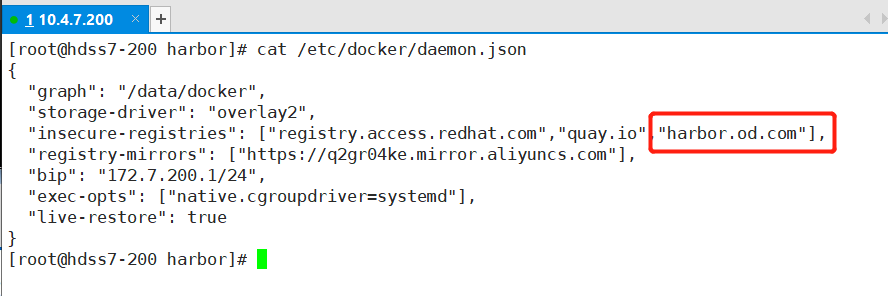 1 10.4.7.200 × +
[root@hdss7-200 harbor]# cat /etc/docker/daemon.json
{
  "graph": "/data/docker",
  "storage-driver": "overlay2",
  "insecure-registries": ["registry.access.redhat.com","quay.io","harbor.od.com"],
  "registry-mirrors": ["https://q2gr04ke.mirror.aliyuncs.com"],
  "bip": "172.7.200.1/24",
  "exec-opts": ["native.cgroupdriver=systemd"],
  "live-restore": true
}
[root@hdss7-200 harbor]#